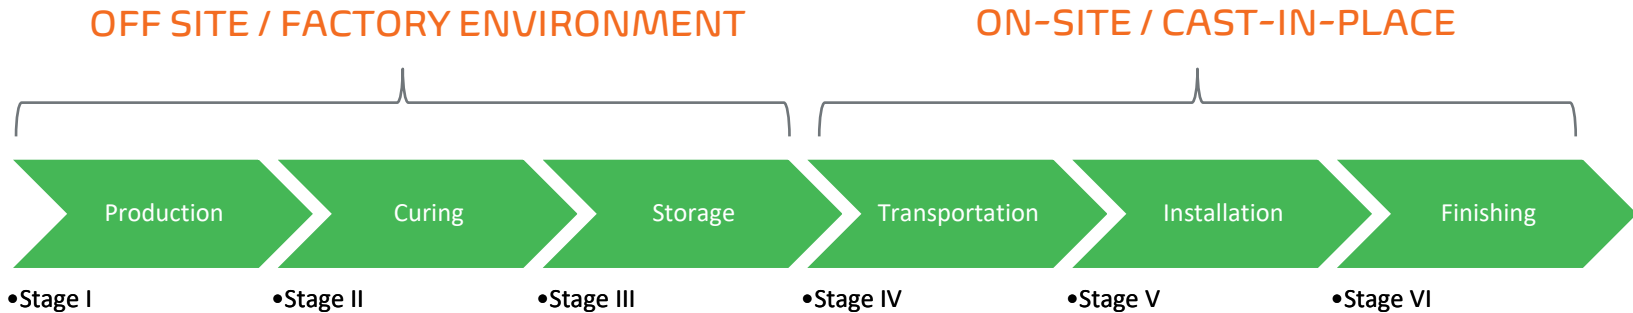 OFF SITE / FACTORY ENVIRONMENT
ON-SITE / CAST-IN-PLACE
Production
Curing
Storage
Transportation
Installation
Finishing
•Stage I
•Stage II
•Stage III
•Stage IV
•Stage V
•Stage VI